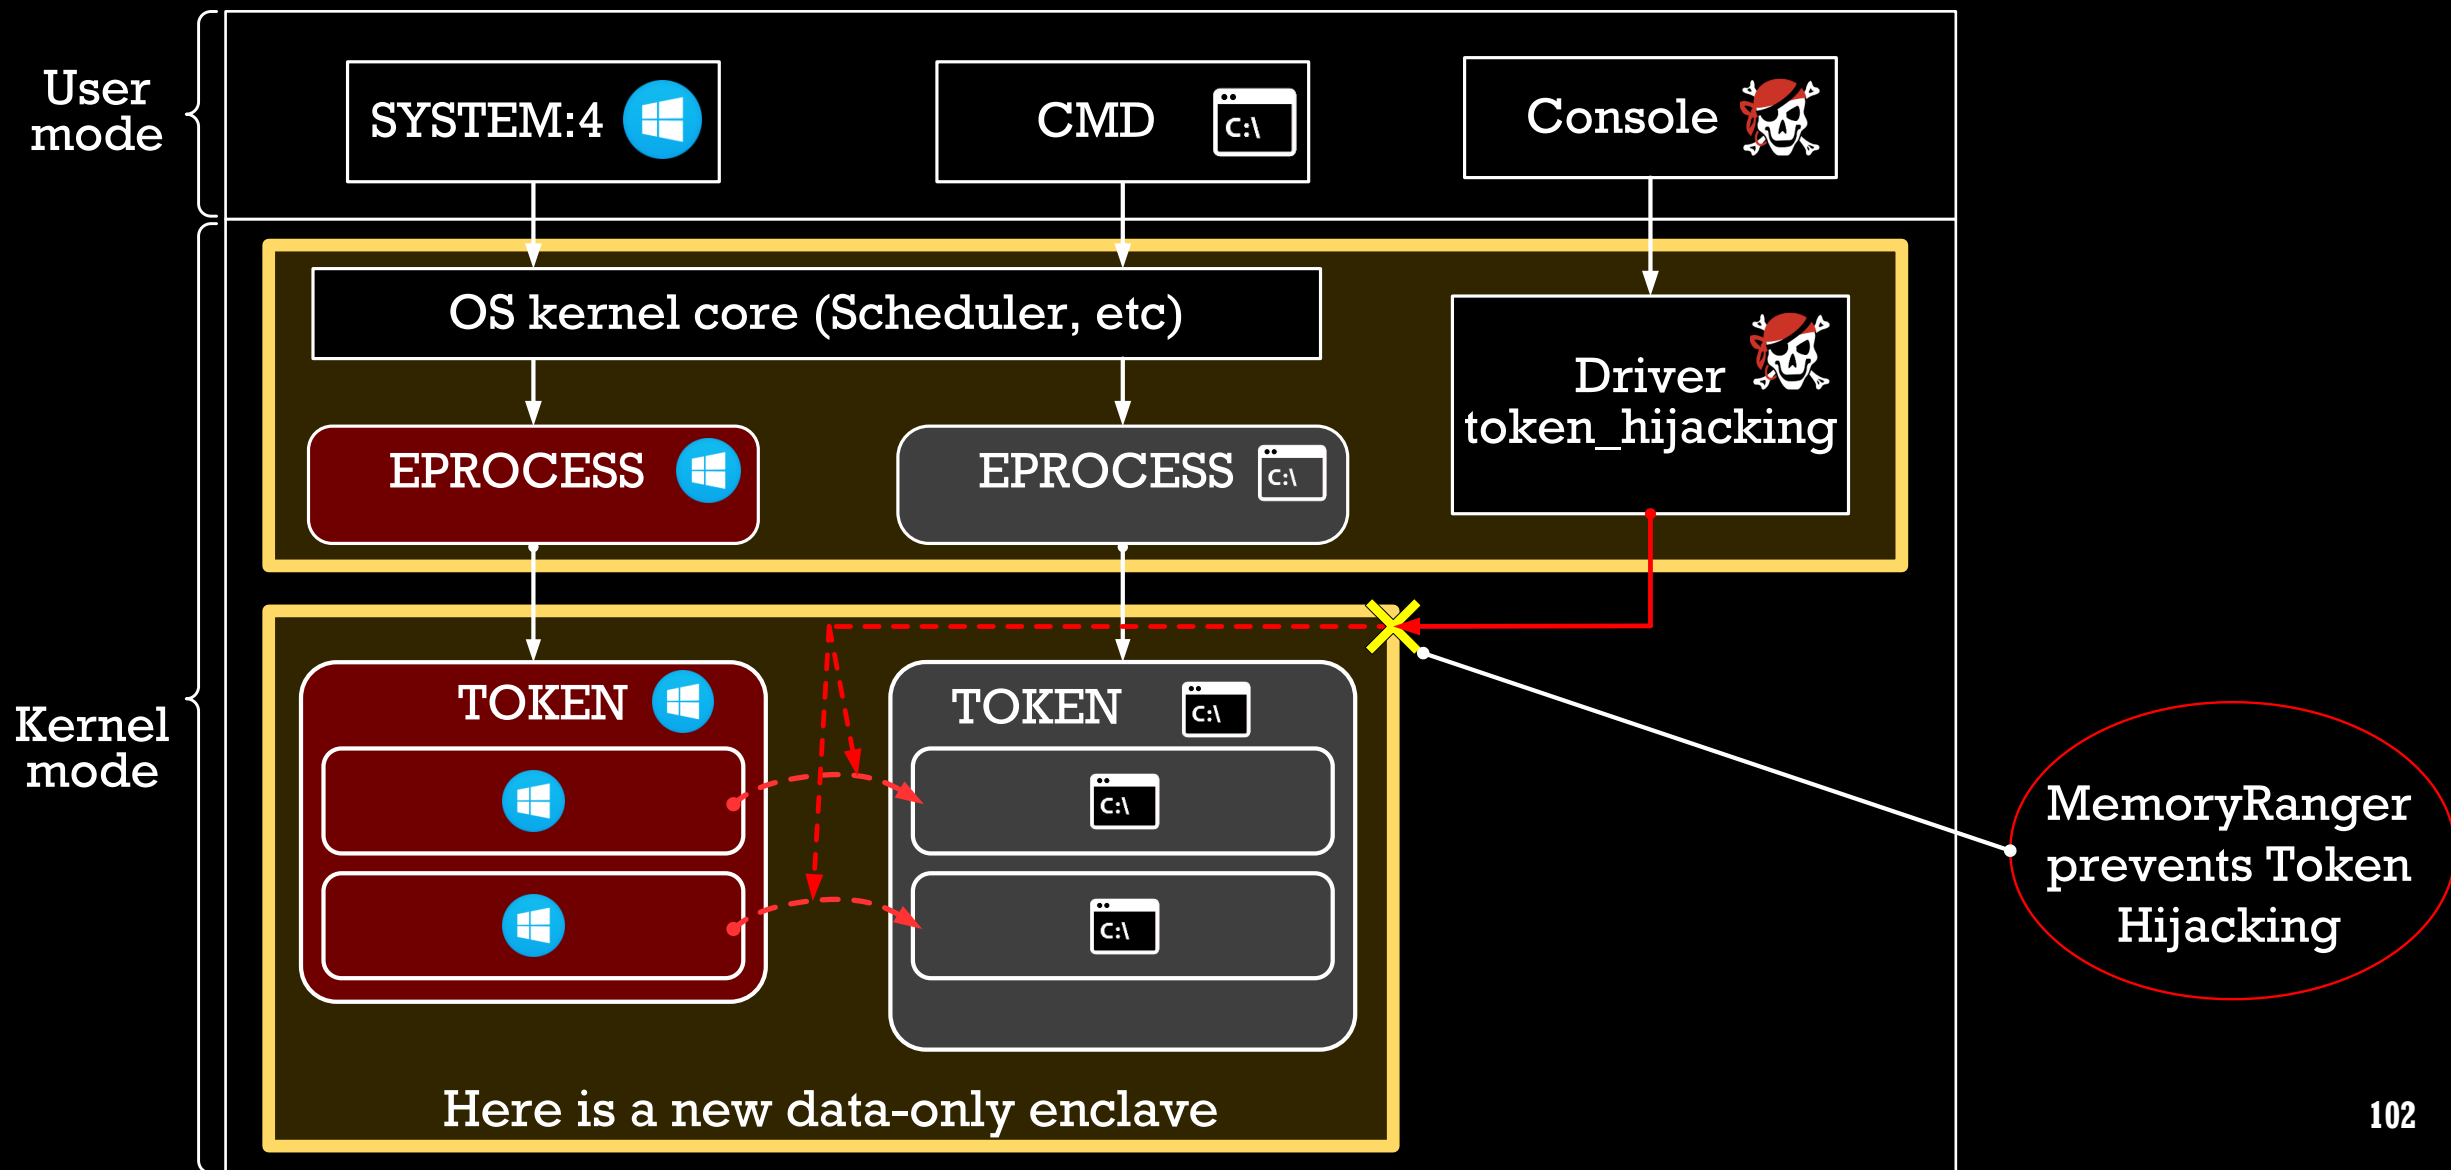 User
mode
SYSTEM:4
CMD
C:\
Console
OS kernel core (Scheduler, etc)
Driver
token_hijacking
EPROCESS
EPROCESS
C:\
Kernel
mode
TOKEN
TOKEN
C:\
C:\
C:\
MemoryRanger
prevents Token
Hijacking
Here is a new data-only enclave
102